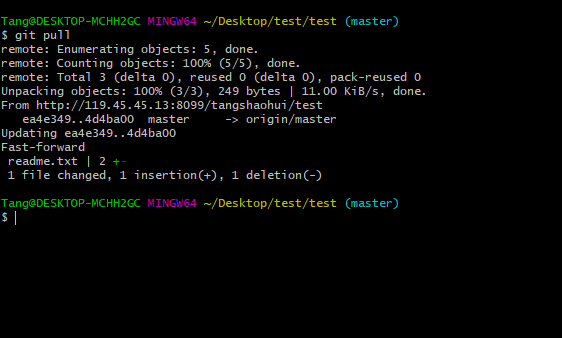 Tang@DESKTOP-MCHH2GC MINGW64 ~/Desktop/test/test (master)
$ git pull
remote: Enumerating objects: 5, done.
remote: Counting objects: 100% (5/5), done.
remote: Total 3 (delta 0), reused 0 (delta 0), pack-reused 0
Unpacking objects: 100% (3/3), 249 bytes | 11.00 KiB/s, done.
From http://119.45.45.13:8099/tangshaohui/test
   ea4e349..4d4ba00  master     -> origin/master
Updating ea4e349..4d4ba00
Fast-forward
 readme.txt | 2 +-
 1 file changed, 1 insertion(+), 1 deletion(-)
Tang@DESKTOP-MCHH2GC MINGW64 ~/Desktop/test/test (master)
$